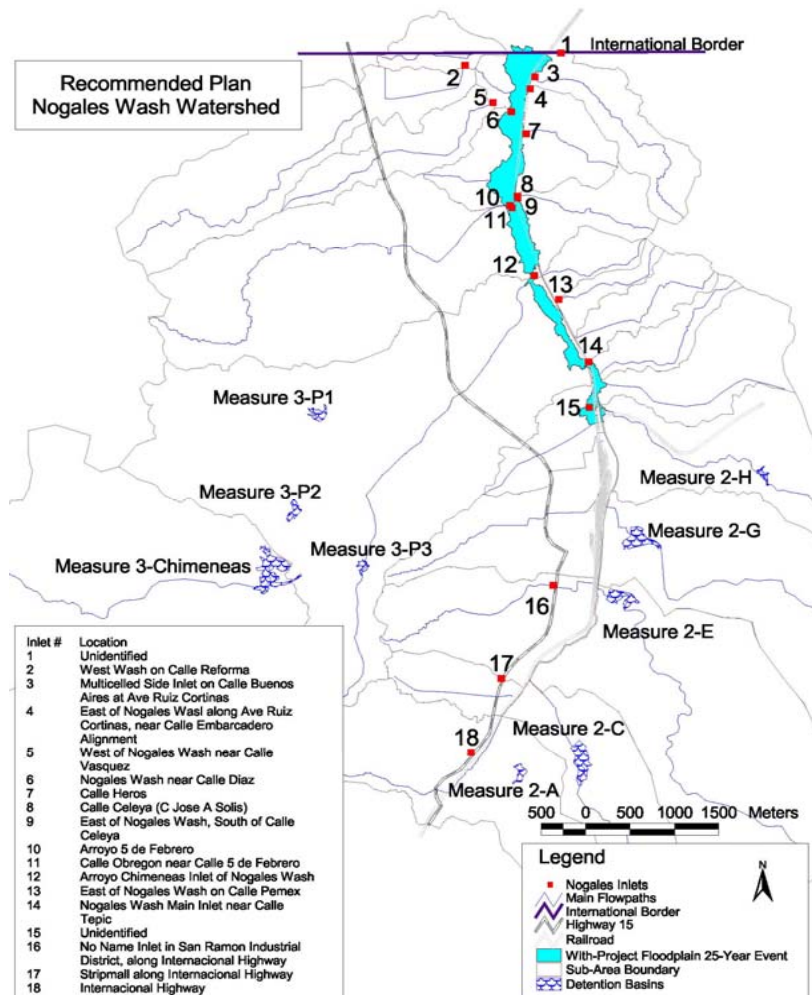 International Border
Recommended Plan
Nogales Wash Watershed
1
2
3
4
5
6
7
8
10
9
11
12
13
14
15
Measure 3-P1
Measure 2-H
Measure 3-P2
Measure 2-G
Measure 3-Chimeneas
Measure 3-P3
16
Measure 2-E
17
Measure 2-C
18
Measure 2-A
500 0 500 1000 1500 Meters
Inlet # Location
1 Unidentified
2 West Wash on Calle Reforma
3 Multicelled Side Inlet on Calle Buenos
Aires at Ave Ruiz Cortinas
4 East of Nogales Wasl along Ave Ruiz
Cortinas, near Calle Embarcadero
Alignment
5 West of Nogales Wash near Calle
Vasquez
6 Nogales Wash near Calle Diaz
7 Calle Heros
8 Calle Celeya (C Jose A Solis)
9 East of Nogales Wash, South of Calle
Celeya
10 Arroyo 5 de Febrero
11 Calle Obregon near Calle 5 de Febrero
12 Arroyo Chimeneas Inlet of Nogales Wash
13 East of Nogales Wash on Calle Pemex
14 Nogales Wash Main Inlet near Calle
Tepic
15 Unidentified
16 No Name Inlet in San Ramon Industrial
District, along Internacional Highway
17 Stripmall along Internacional Highway
18 Internacional Highway
Legend
N
Nogales Inlets
Main Flowpaths
International Border
Highway 15
Railroad
With-Project Floodplain 25-Year Event
Sub-Area Boundary
Detention Basins